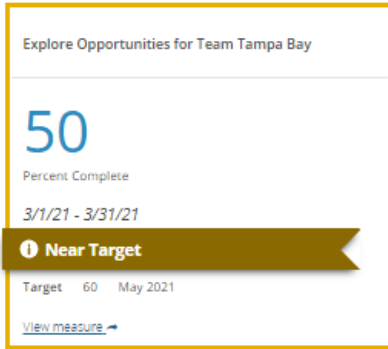 Explore Opportunities for Team Tampa Bay
50
Percent Complete
3/1/21 - 3/31/21
Near Target
Target 60 May 2021
View measure